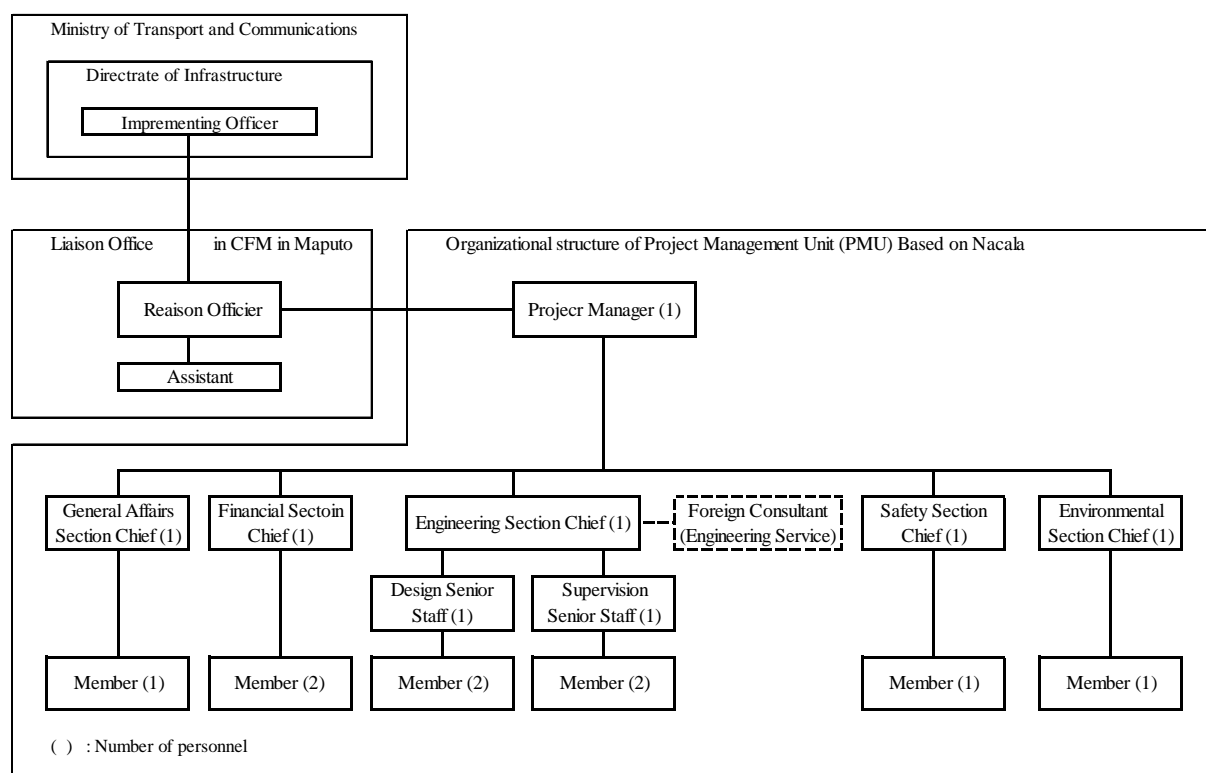 Ministry of Transport and Communications
Directrate of Infrastructure
Imprementing Officer
Liaison Office in CFM in Maputo
Organizational structure of Project Management Unit (PMU) Based on Nacala
Reaison Officier
Projecr Manager (1)
Assistant
General Affairs
Section Chief (1)
Financial Sectoin
Chief (1)
Engineering Section Chief (1)
Foreign Consultant
(Engineering Service)
Safety Section
Chief (1)
Environmental
Section Chief (1)
Design Senior
Staff (1)
Supervision
Senior Staff (1)
Member (1)
Member (2)
Member (2)
Member (2)
Member (1)
Member (1)
( ) : Number of personnel